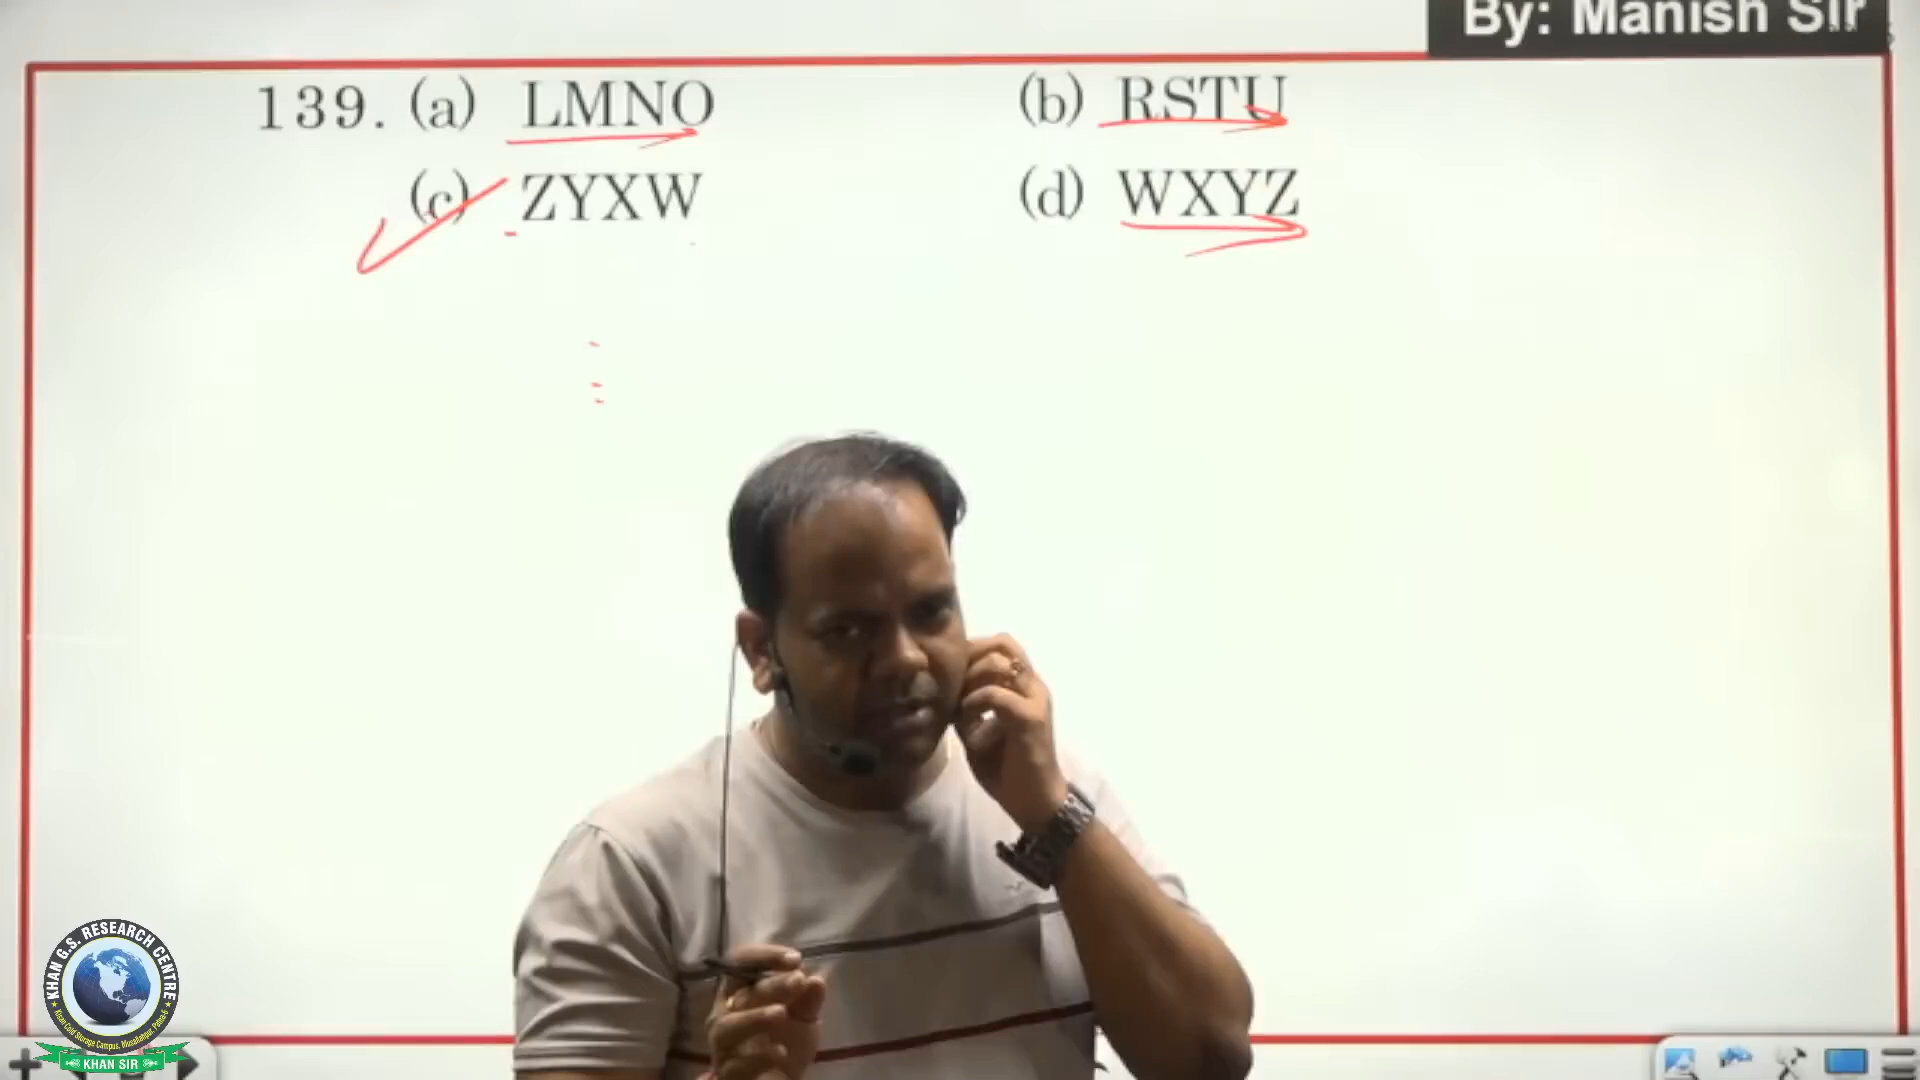 By: Manish Sir
139. (a) LMNO (b) RSTU
(c) ZYXW (d) WXYZ
KHAN G.S. RESEARCH CENTRE
KHAN SIR